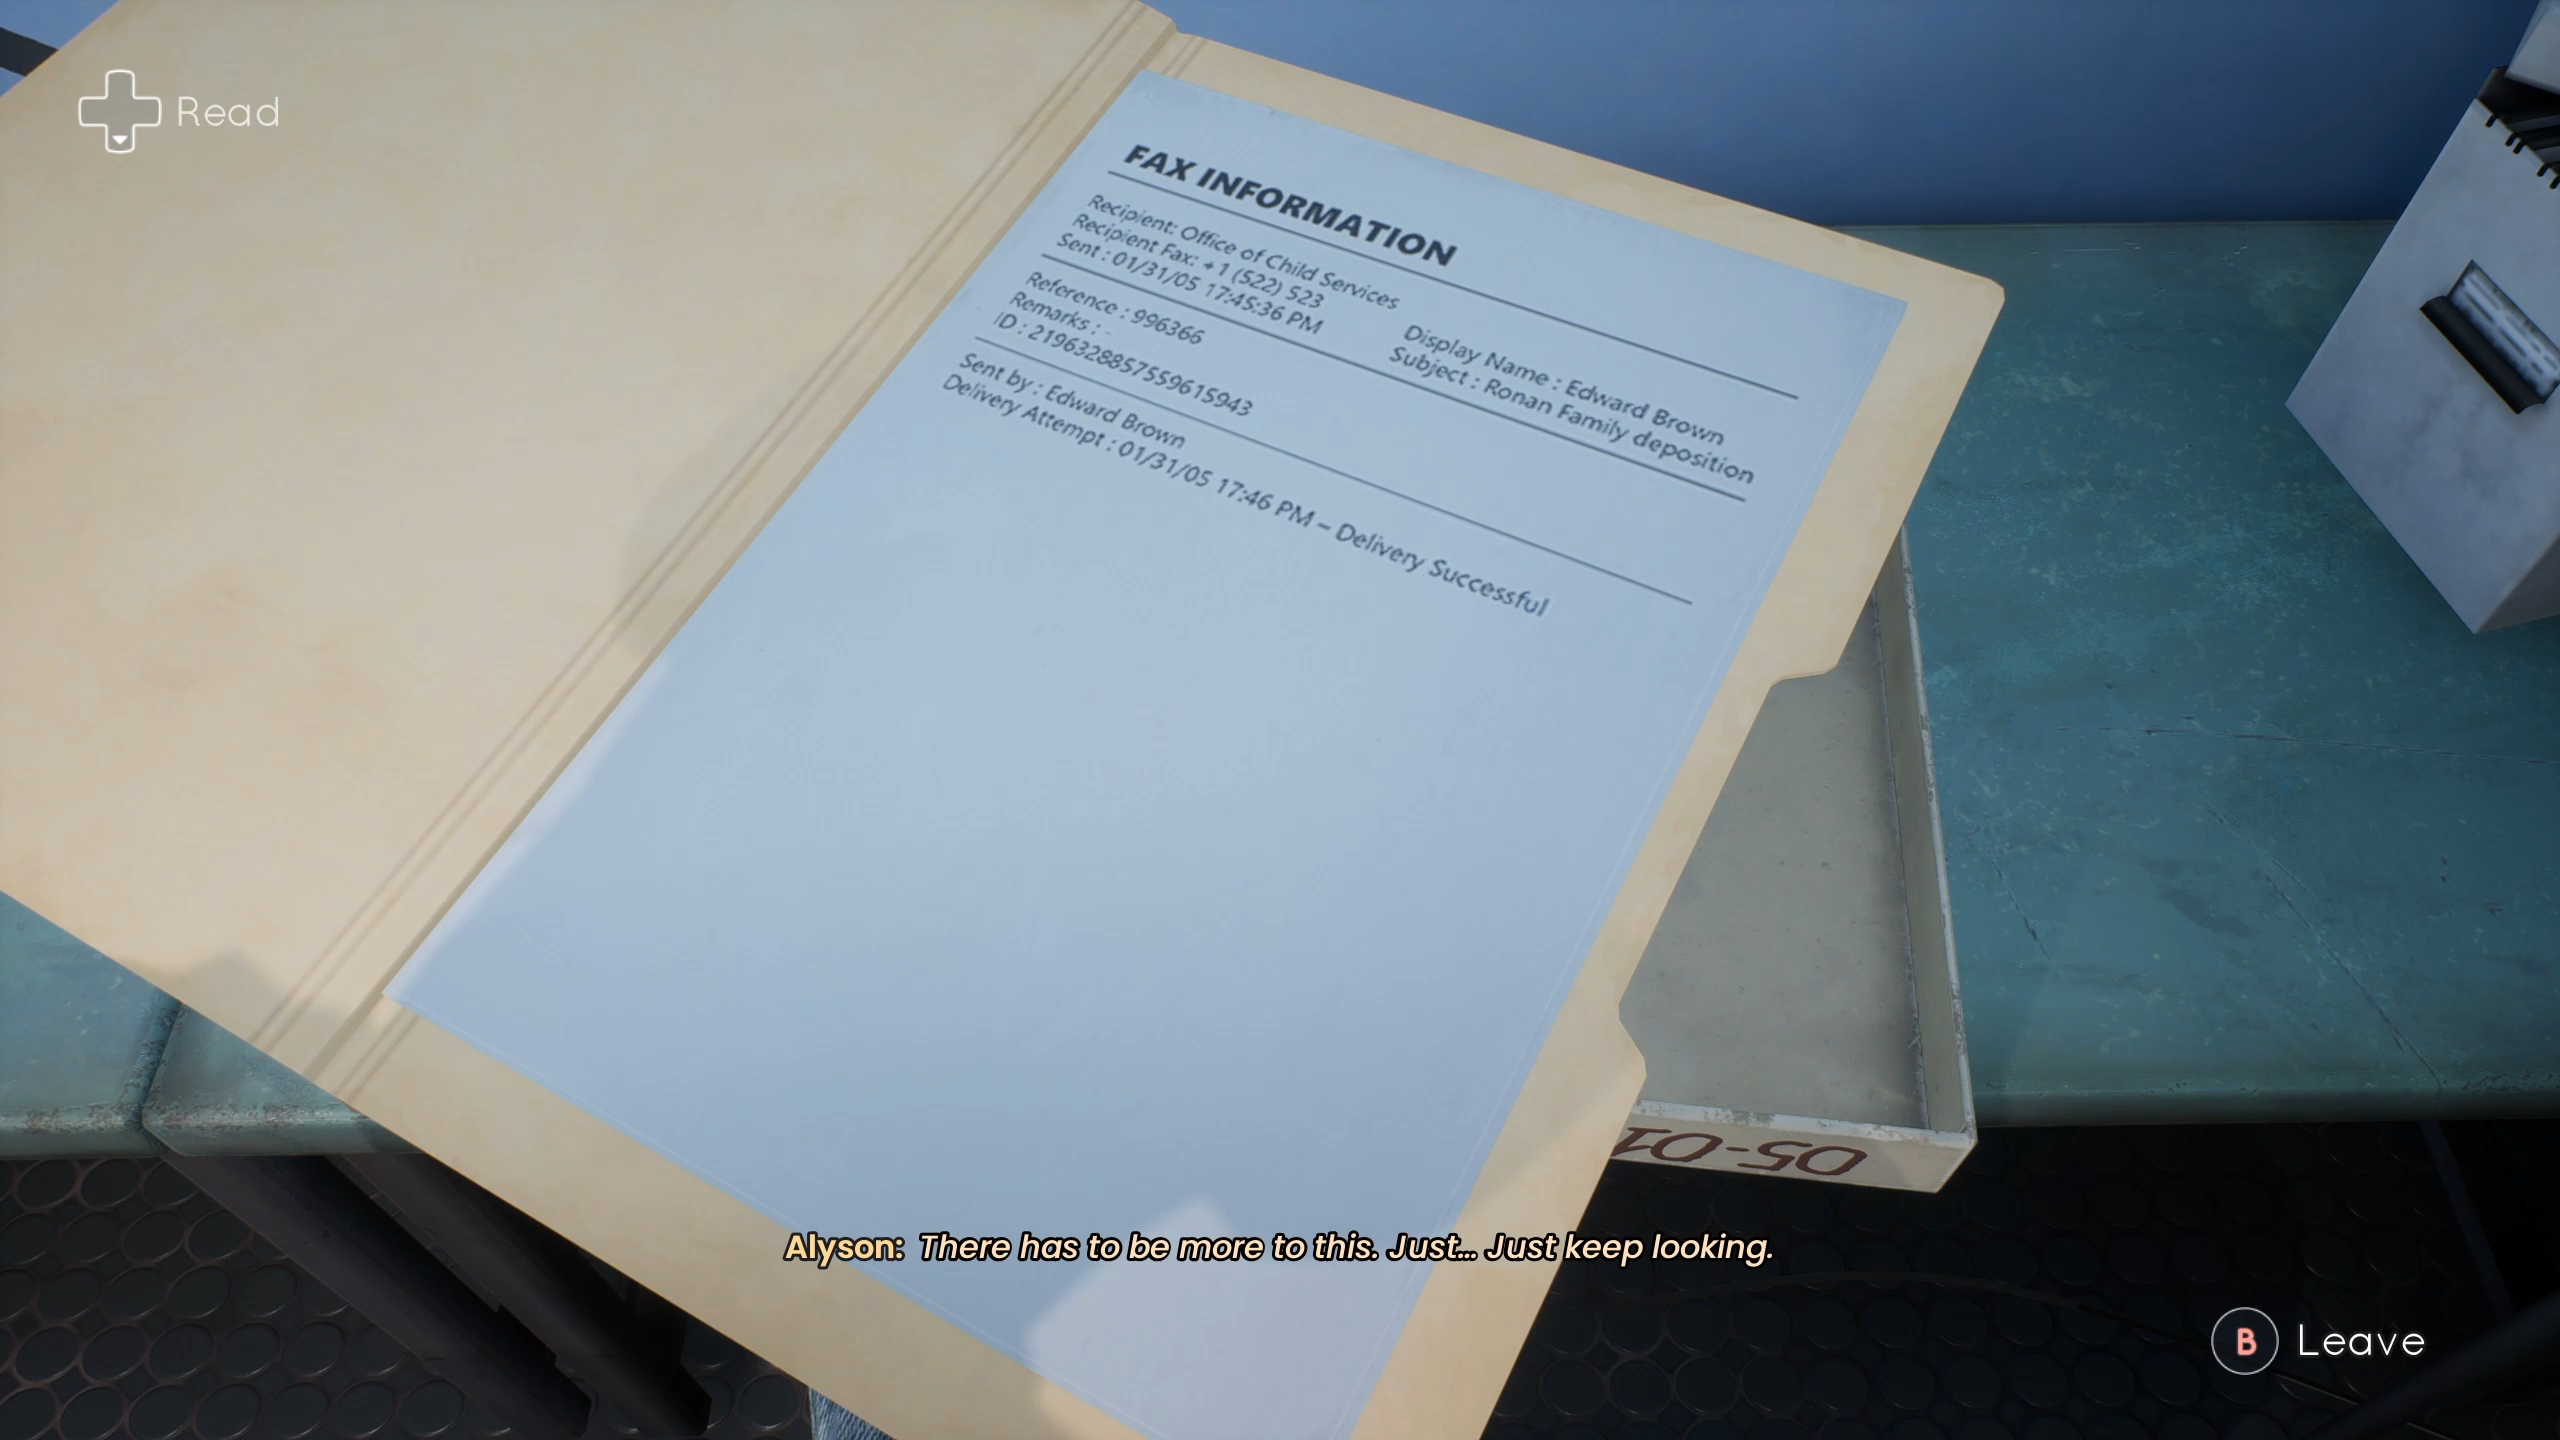 Read
FAX INFORMATION
Recipient: Office of Child Services
Recipient Fax: +1 (522) 523
Sent : 01/31/05 17:45:36 PM
Display Name : Edward Brown
Subject : Ronan Family deposition
Reference : 996366
Remarks : -
ID : 2196328857559615943
Sent by : Edward Brown
Delivery Attempt : 01/31/05 17:46 PM – Delivery Successful
05-01
Alyson: There has to be more to this. Just... Just keep looking.
B Leave